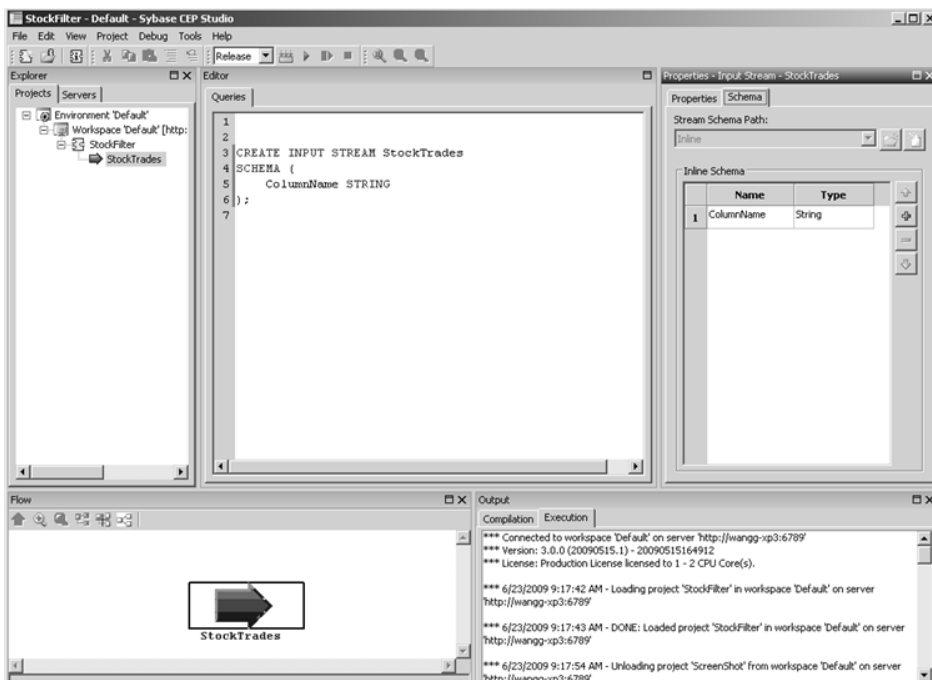 StockFilter - Default - Sybase CEP Studio
File Edit View Project Debug Tools Help
Release
Explorer
Projects Servers
Environment 'Default'
Workspace 'Default' [http:
StockFilter
StockTrades
Editor
Queries
1
2
3 CREATE INPUT STREAM StockTrades
4 SCHEMA (
5 ColumnName STRING
6 );
7
Properties - Input Stream - StockTrades
Properties Schema
Stream Schema Path:
Inline
Inline Schema
Name Type
1 ColumnName String
Flow
StockTrades
Output
Compilation Execution
*** Connected to workspace 'Default' on server 'http://wangg-xp3:6789'
*** Version: 3.0.0 (20090515.1) - 20090515164912
*** License: Production License licensed to 1 - 2 CPU Core(s).
*** 6/23/2009 9:17:42 AM - Loading project 'StockFilter' in workspace 'Default' on server
'http://wangg-xp3:6789'
*** 6/23/2009 9:17:43 AM - DONE: Loaded project 'StockFilter' in workspace 'Default' on server
'http://wangg-xp3:6789'
*** 6/23/2009 9:17:54 AM - Unloading project 'ScreenShot' from workspace 'Default' on server
'http://wangg-xp3:6789'